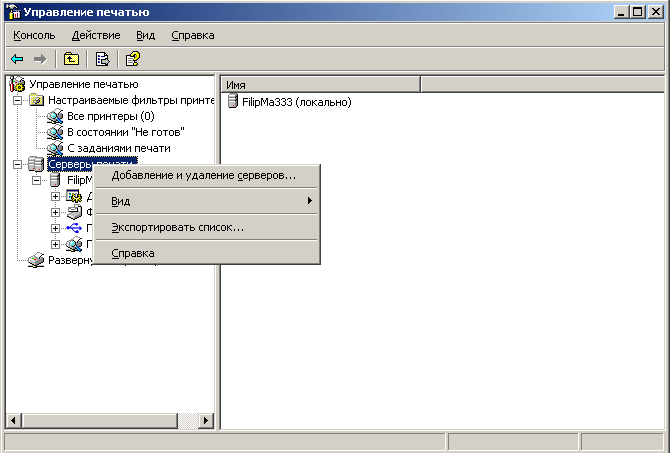 Управление печатью
Консоль Действие Вид Справка
Имя
Управление печатью
Настраиваемые фильтры принте
Все принтеры (0)
В состоянии "Не готов"
С заданиями печати
Серверы печати
FilipM
Д
Ф
П
П
Разверну
FilipMa333 (локально)
Добавление и удаление серверов...
Вид
Экспортировать список...
Справка